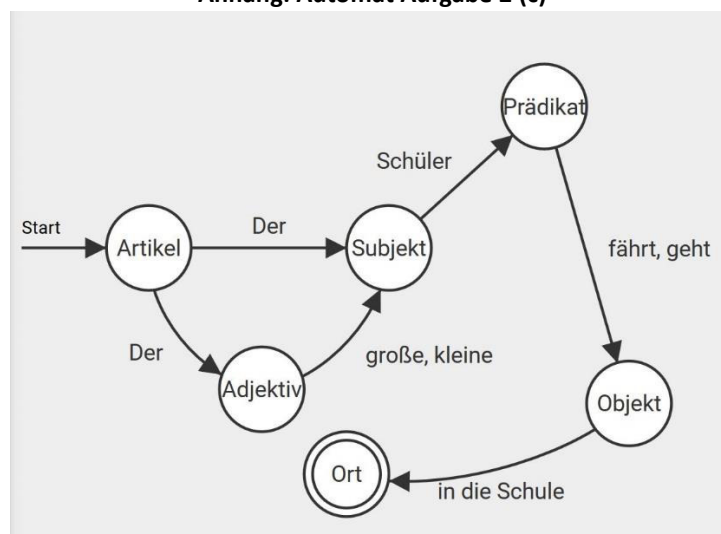 Anhang: Automat Aufgabe 2 (c)
Prädikat
Schüler
Start
Artikel
Der
Subjekt
fährt, geht
Der
große, kleine
Adjektiv
Objekt
Ort
in die Schule